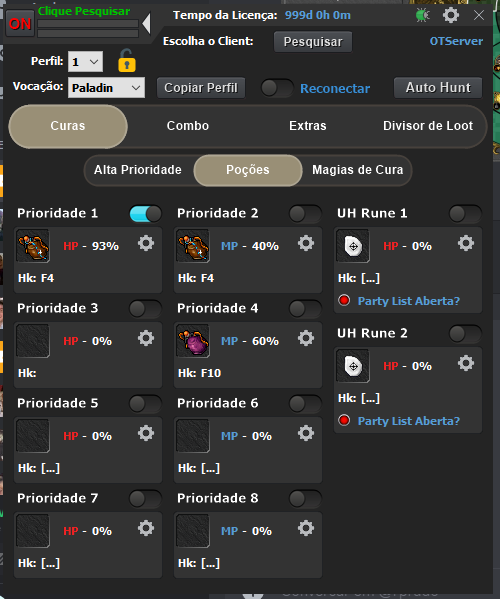 ON
Clique Pesquisar
Tempo da Licença: 999d 0h 0m
Escolha o Client: Pesquisar OTServer
Perfil: 1
Vocação: Paladin Copiar Perfil Reconectar Auto Hunt
Curas Combo Extras Divisor de Loot
Alta Prioridade Poções Magias de Cura
Prioridade 1 Prioridade 2 UH Rune 1
HP - 93% MP - 40% HP - 0%
Hk: F4 Hk: F4 Hk: [...]
Party List Aberta?
Prioridade 3 Prioridade 4 UH Rune 2
HP - 0% MP - 60% HP - 0%
Hk: Hk: F10 Hk: [...]
Party List Aberta?
Prioridade 5 Prioridade 6
HP - 0% MP - 0%
Hk: [...] Hk: [...]
Prioridade 7 Prioridade 8
HP - 0% MP - 0%
Hk: [...] Hk: [...]